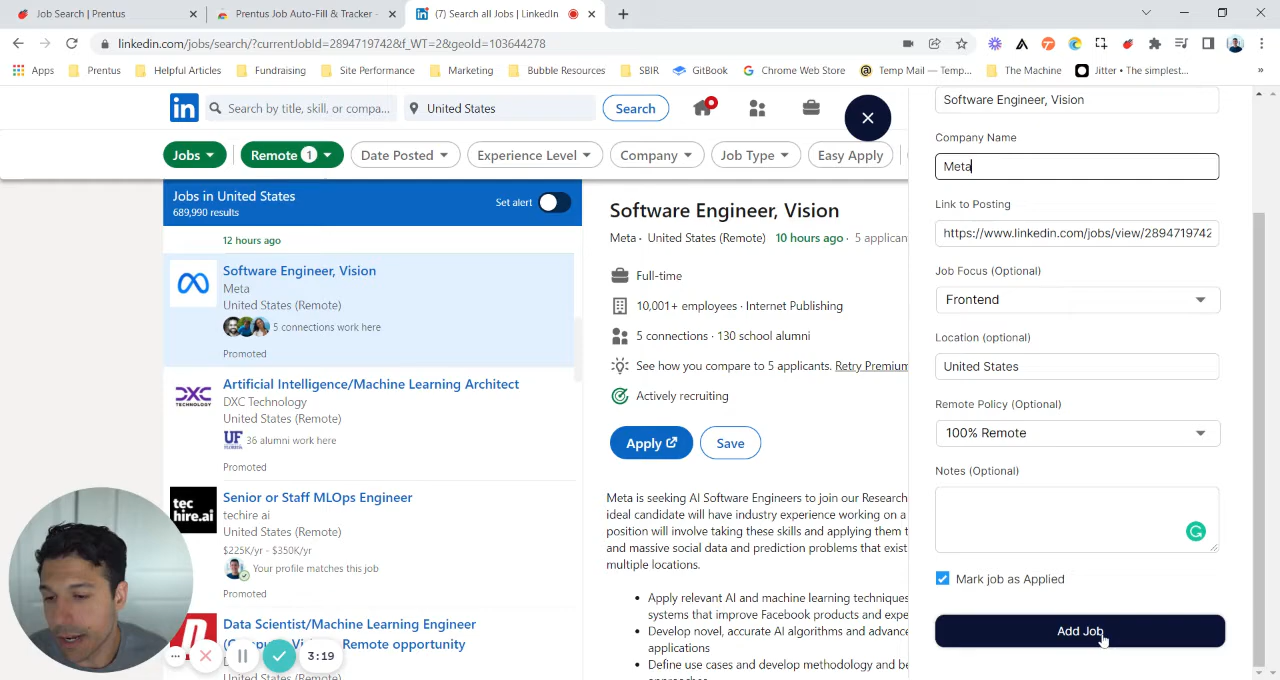 Job Search | Prentus
Prentus Job Auto-Fill & Tracker -
(7) Search all Jobs | LinkedIn
linkedin.com/jobs/search/?currentJobId=2894719742&f_WT=2&geoId=103644278
Apps
Prentus
Helpful Articles
Fundraising
Site Performance
Marketing
Bubble Resources
SBIR
GitBook
Chrome Web Store
Temp Mail — Temp...
The Machine
Jitter • The simplest...
»
in
Search by title, skill, or compa...
United States
Search
Jobs
Remote 1
Date Posted
Experience Level
Company
Job Type
Easy Apply
Jobs in United States
689,990 results
Set alert
12 hours ago
Software Engineer, Vision
Meta
United States (Remote)
5 connections work here
Promoted
DXC
TECHNOLOGY
Artificial Intelligence/Machine Learning Architect
DXC Technology
United States (Remote)
UF
36 alumni work here
Promoted
tec
hire.ai
Senior or Staff MLOps Engineer
techire ai
United States (Remote)
$225K/yr - $350K/yr
Your profile matches this job
Promoted
Data Scientist/Machine Learning Engineer
Remote opportunity
3:19
Software Engineer, Vision
Meta · United States (Remote) 10 hours ago · 5 applican
Full-time
10,001+ employees · Internet Publishing
5 connections · 130 school alumni
See how you compare to 5 applicants. Retry Premium
Actively recruiting
Apply
Save
Meta is seeking AI Software Engineers to join our Research
ideal candidate will have industry experience working on a
position will involve taking these skills and applying them t
and massive social data and prediction problems that exist
multiple locations.
• Apply relevant AI and machine learning techniques
systems that improve Facebook products and expe
• Develop novel, accurate AI algorithms and advance
applications
• Define use cases and develop methodology and be
Software Engineer, Vision
Company Name
Meta
Link to Posting
https://www.linkedin.com/jobs/view/2894719742
Job Focus (Optional)
Frontend
Location (optional)
United States
Remote Policy (Optional)
100% Remote
Notes (Optional)
Mark job as Applied
Add Job